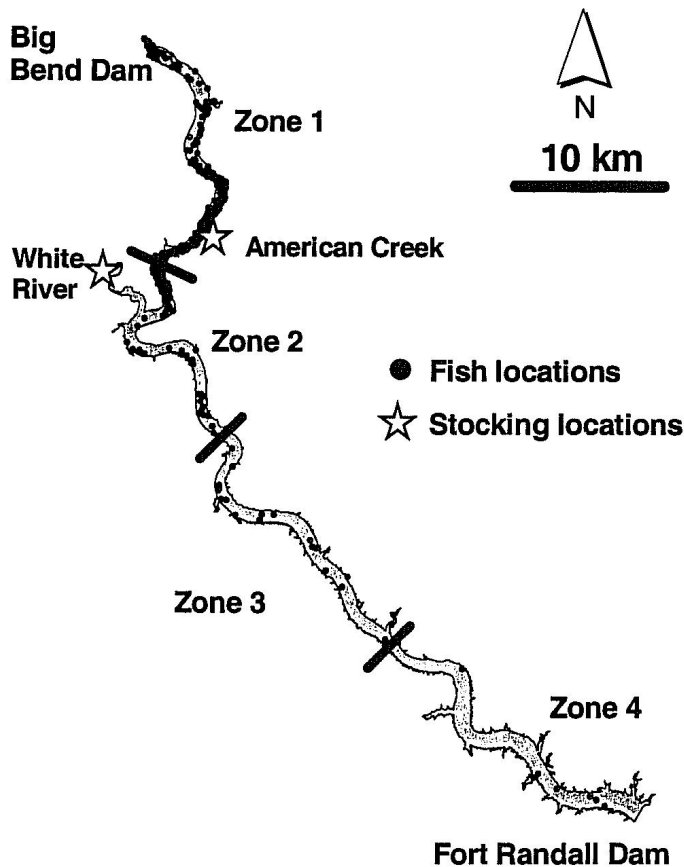 Big
Bend Dam
Zone 1
N
10 km
American Creek
White
River
Zone 2
Fish locations
Stocking locations
Zone 3
Zone 4
Fort Randall Dam